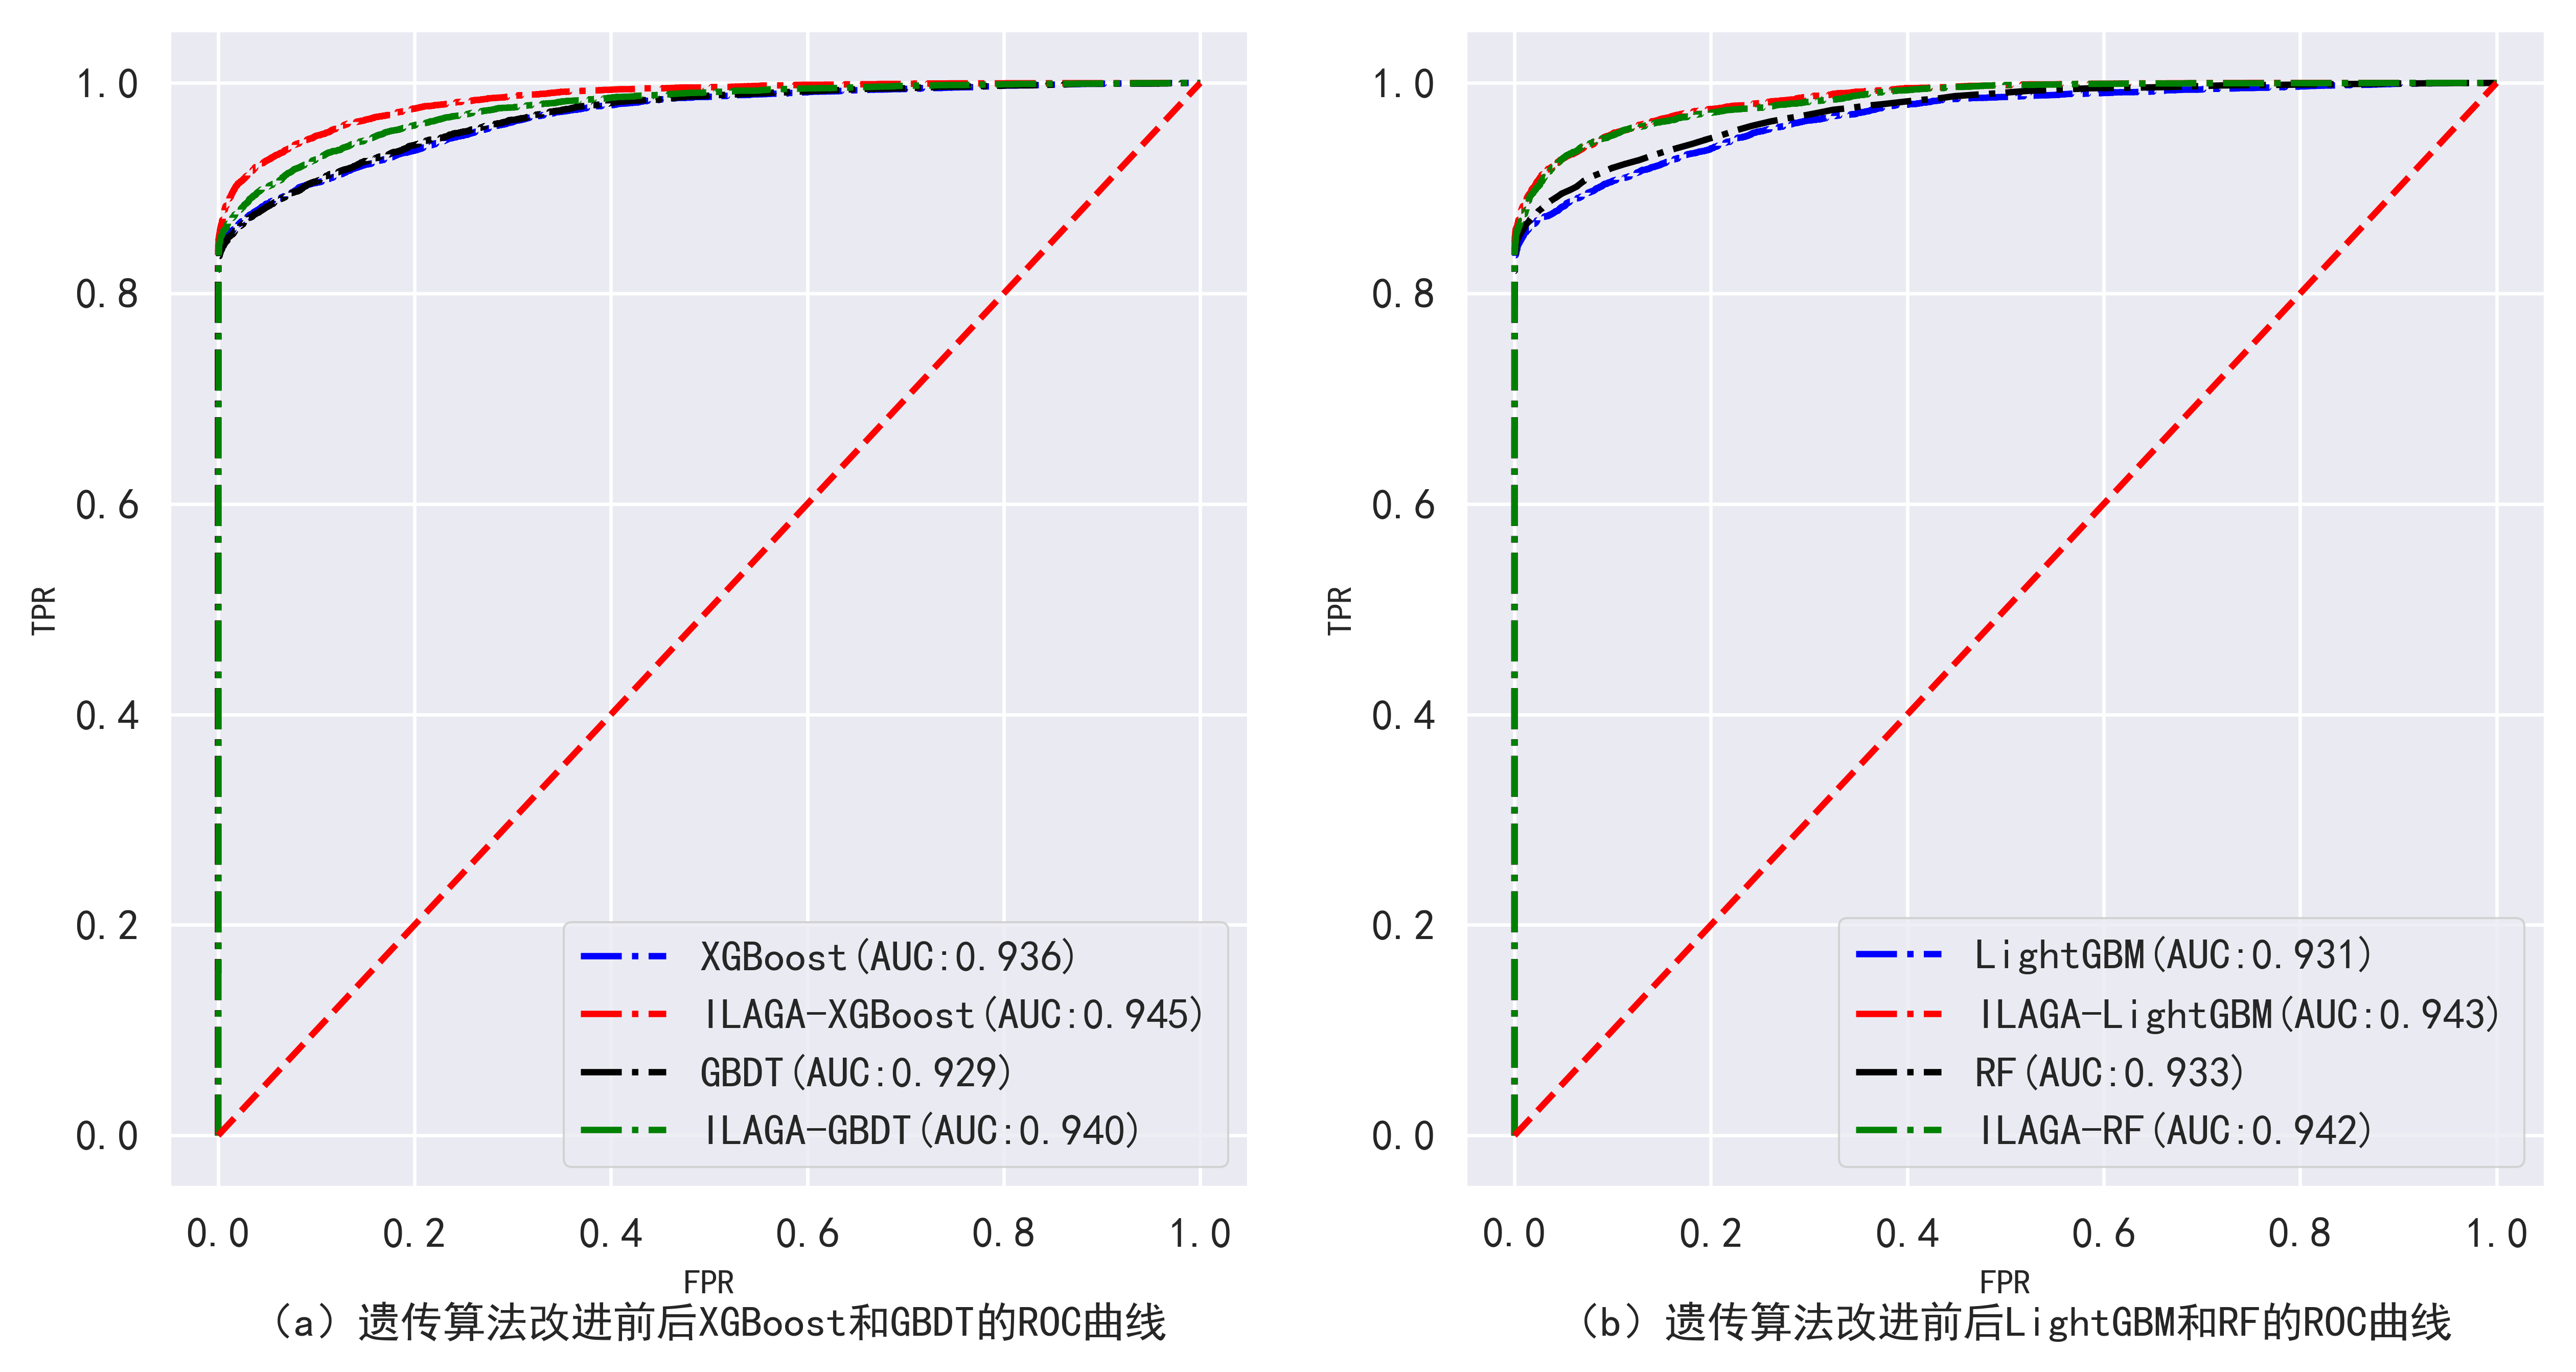 1.0
0.8
0.6
0.4
0.2
0.0
TPR
XGBoost(AUC:0.936)
ILAGA-XGBoost(AUC:0.945)
GBDT(AUC:0.929)
ILAGA-GBDT(AUC:0.940)
0.0 0.2 0.4 0.6 0.8 1.0
FPR
（a）遗传算法改进前后XGBoost和GBDT的ROC曲线
1.0
0.8
0.6
0.4
0.2
0.0
TPR
LightGBM(AUC:0.931)
ILAGA-LightGBM(AUC:0.943)
RF(AUC:0.933)
ILAGA-RF(AUC:0.942)
0.0 0.2 0.4 0.6 0.8 1.0
FPR
（b）遗传算法改进前后LightGBM和RF的ROC曲线